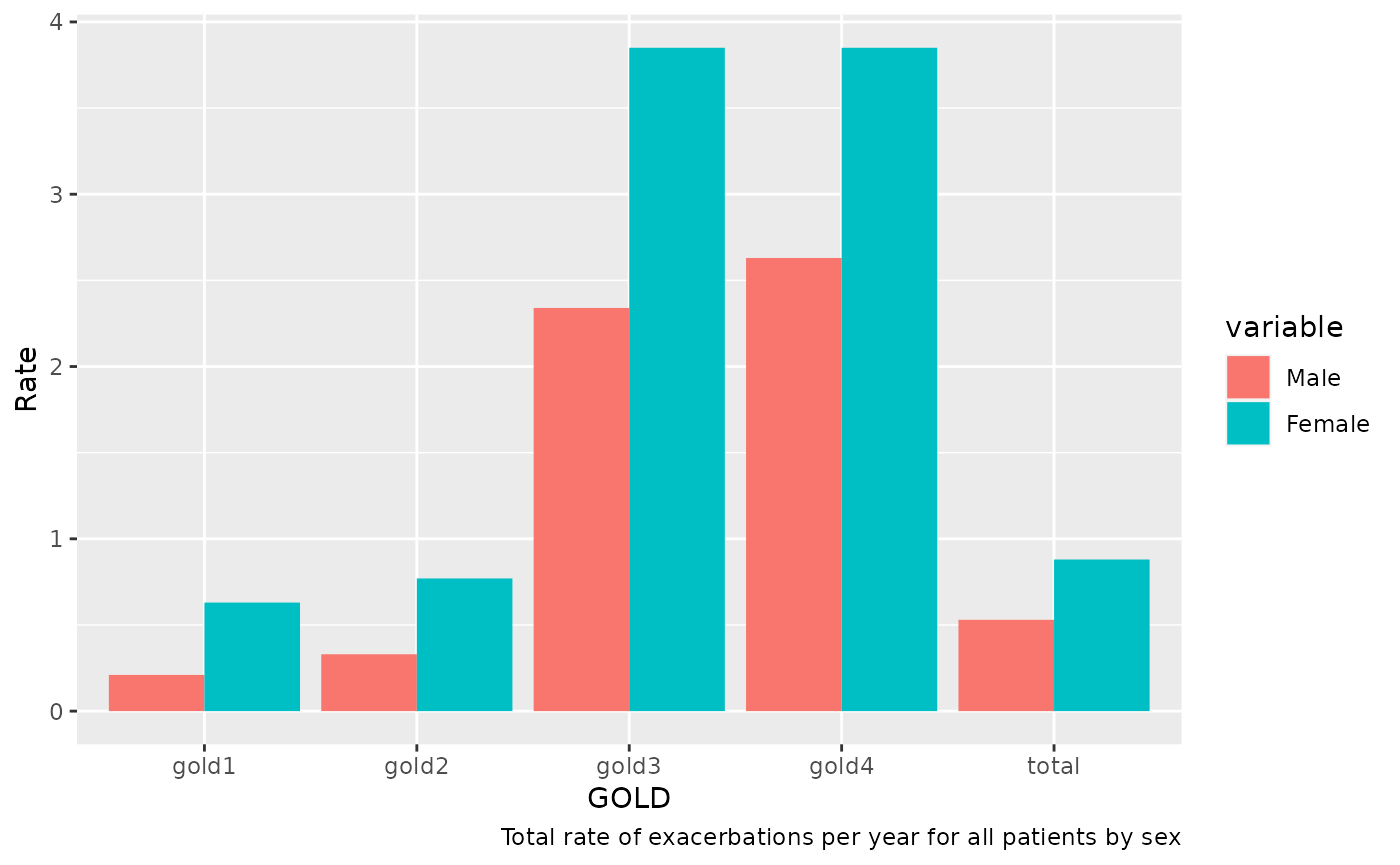 4
3
2
1
0
Rate
gold1 gold2 gold3 gold4 total
GOLD
Total rate of exacerbations per year for all patients by sex
variable
Male
Female